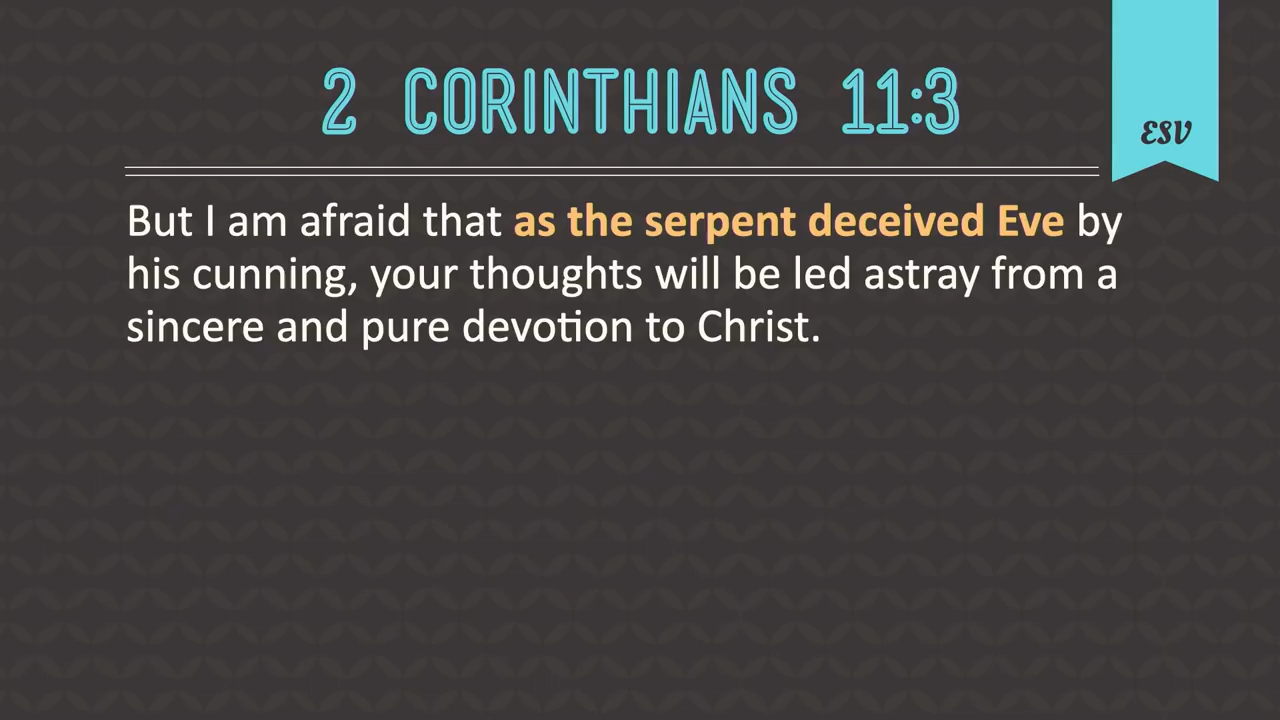 2 CORINTHIANS 11:3
ESV
But I am afraid that as the serpent deceived Eve by
his cunning, your thoughts will be led astray from a
sincere and pure devotion to Christ.